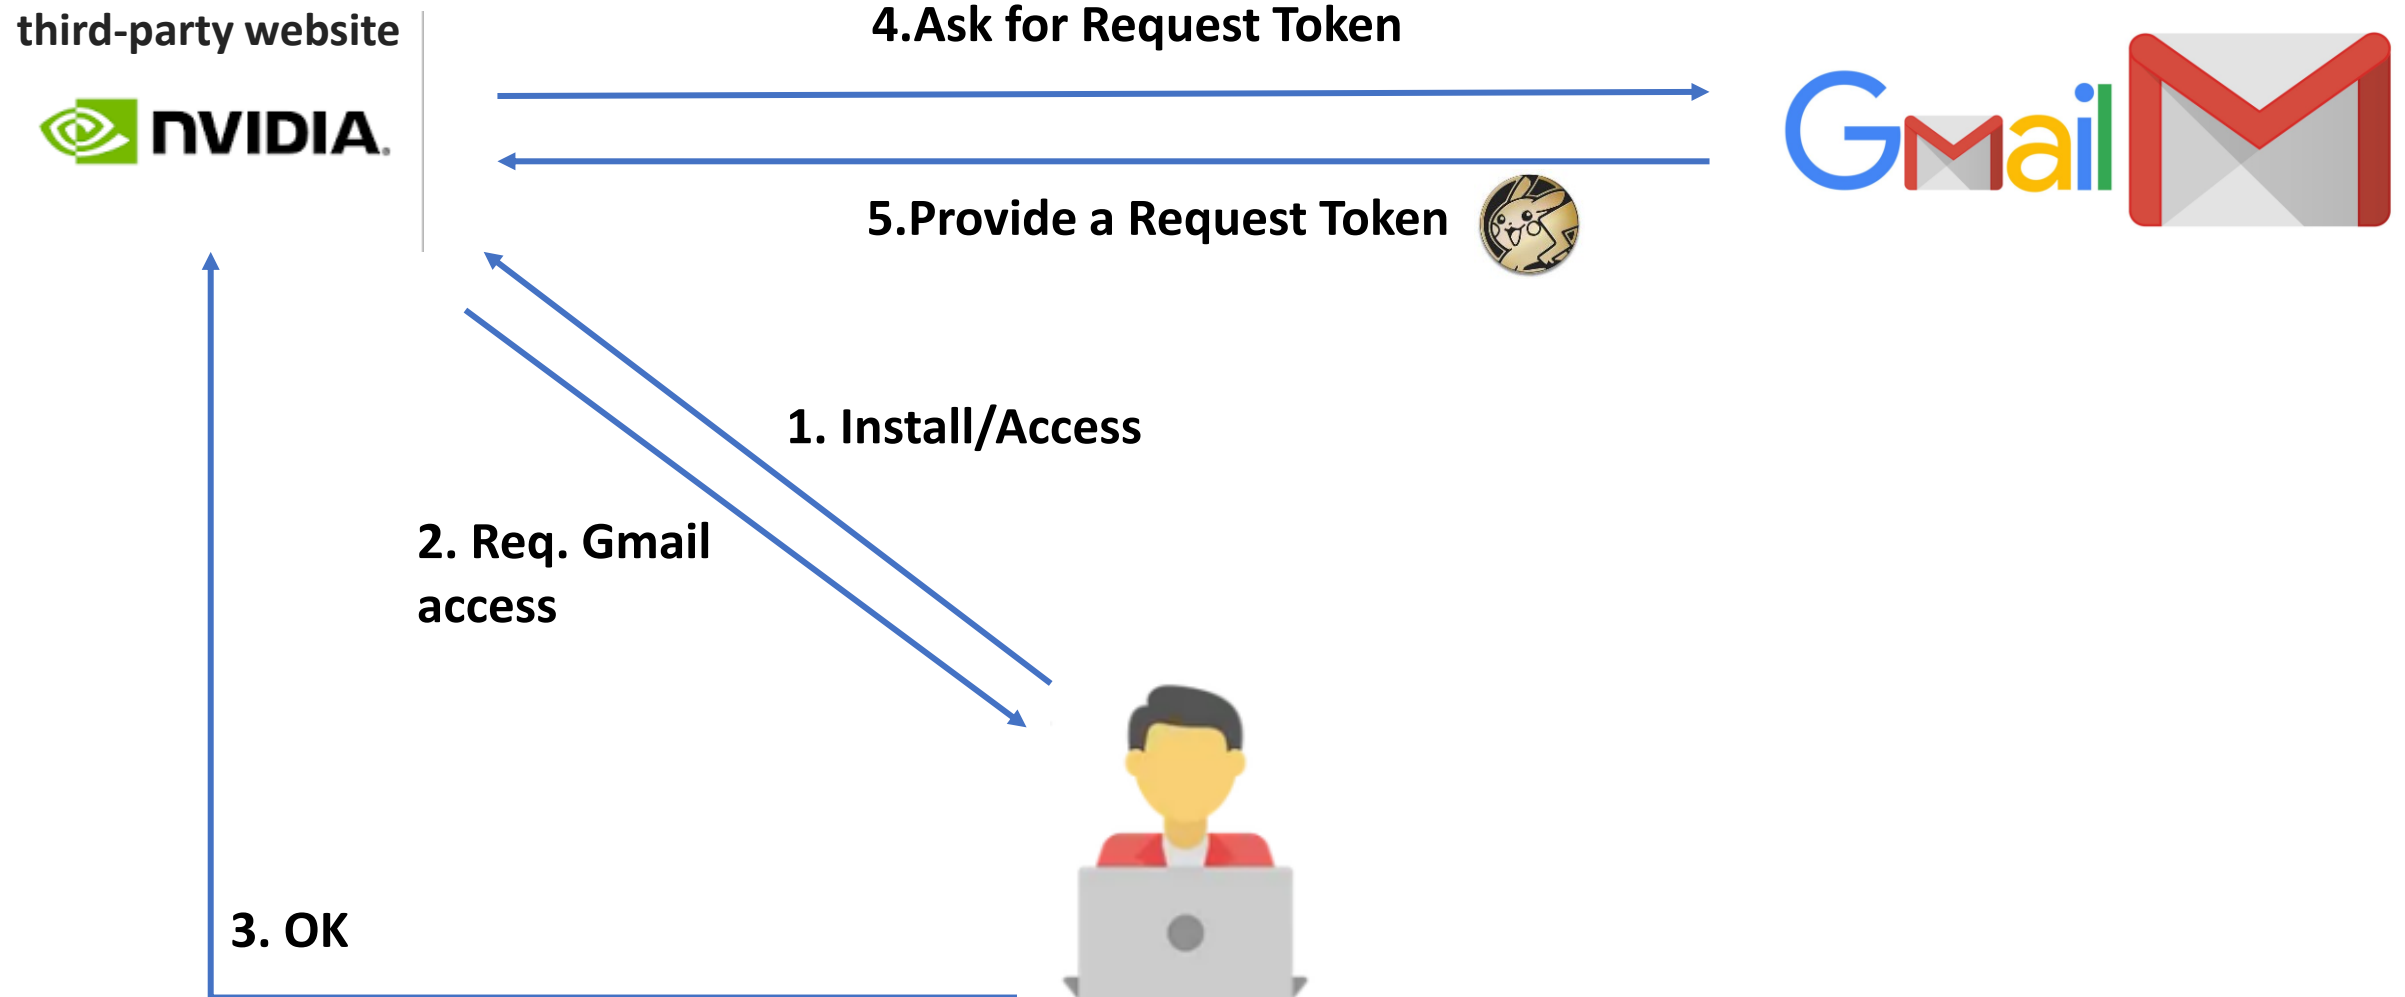 third-party website
4.Ask for Request Token
NVIDIA.
Gmail
5.Provide a Request Token
1. Install/Access
2. Req. Gmail
access
3. OK